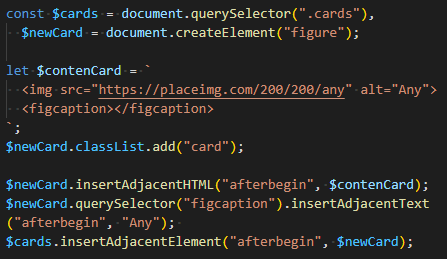 const $cards = document.querySelector(".cards"),
  $newCard = document.createElement("figure");

let $contenCard = `
  <img src="https://placeimg.com/200/200/any" alt="Any">
  <figcaption></figcaption>
`;
$newCard.classList.add("card");

$newCard.insertAdjacentHTML("afterbegin", $contenCard);
$newCard.querySelector("figcaption").insertAdjacentText
("afterbegin", "Any");
$cards.insertAdjacentElement("afterbegin", $newCard);